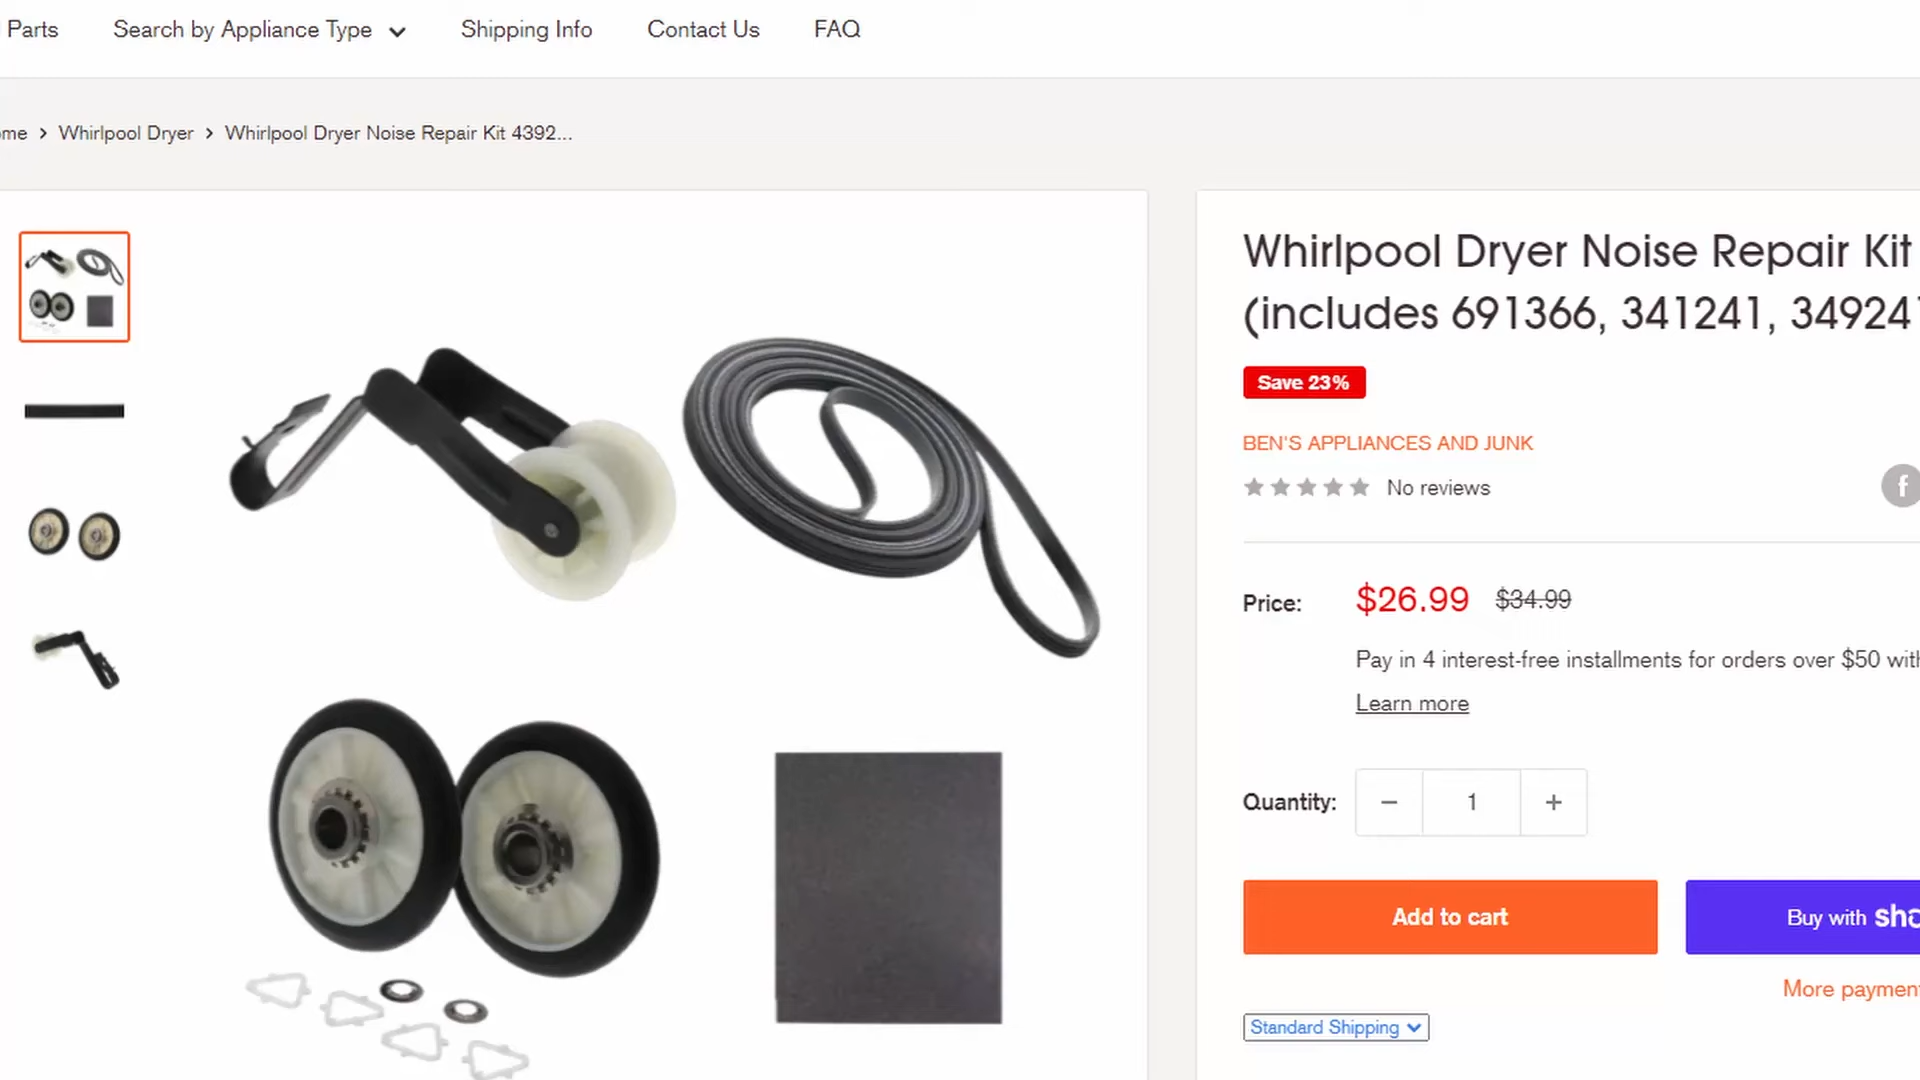 Parts Search by Appliance Type Shipping Info Contact Us FAQ
Whirlpool Dryer Whirlpool Dryer Noise Repair Kit 4392...
Whirlpool Dryer Noise Repair Kit
(includes 691366, 341241, 34924
Save 23%
BEN'S APPLIANCES AND JUNK
No reviews
Price: $26.99 $34.99
Pay in 4 interest-free installments for orders over $50 with
Learn more
Quantity: − 1 +
Add to cart
Buy with
More payment
Standard Shipping